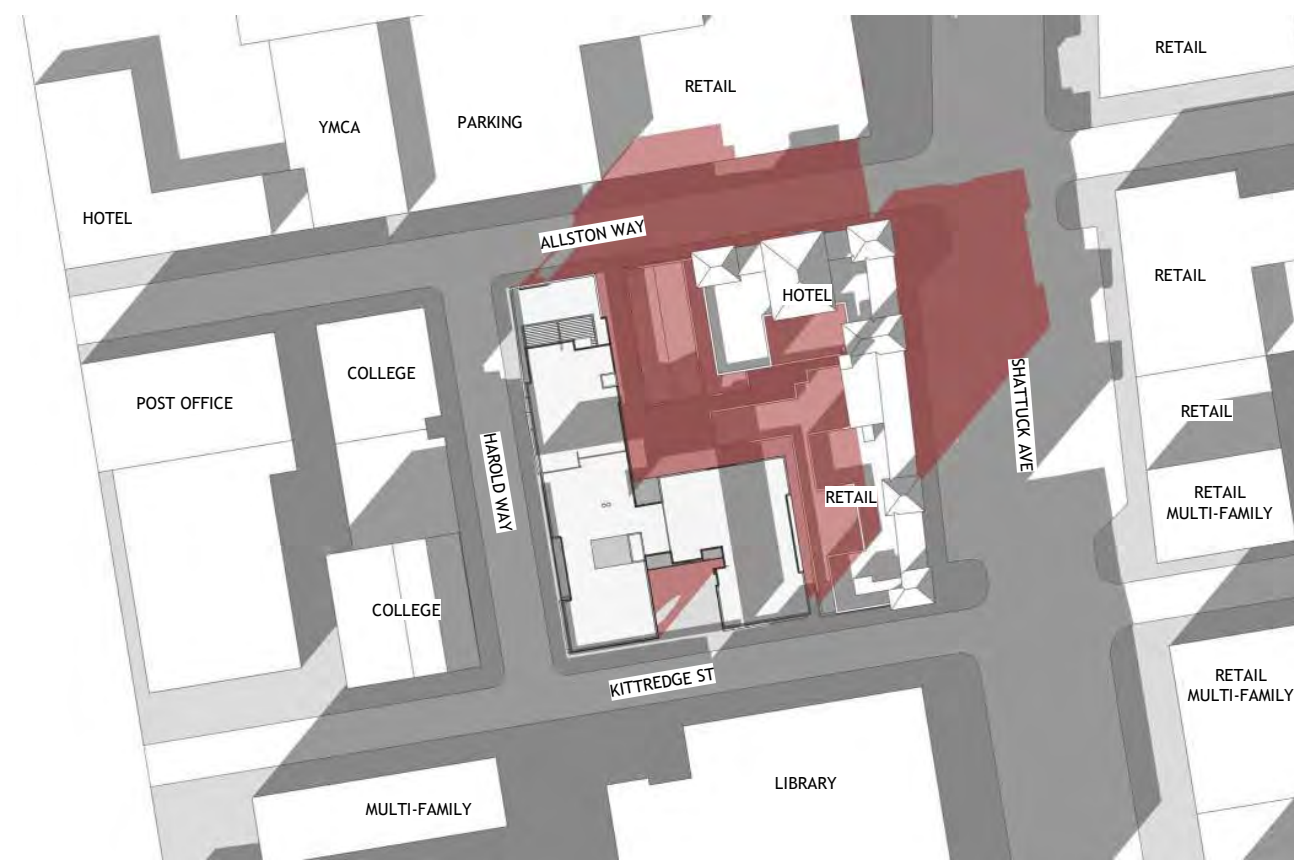 RETAIL
RETAIL
YMCA
PARKING
HOTEL
ALLSTON WAY
RETAIL
HOTEL
COLLEGE
POST OFFICE
SHATTUCK AVE
RETAIL
HAROLD WAY
RETAIL
RETAIL
MULTI-FAMILY
8
COLLEGE
KITTREDGE ST
RETAIL
MULTI-FAMILY
LIBRARY
MULTI-FAMILY